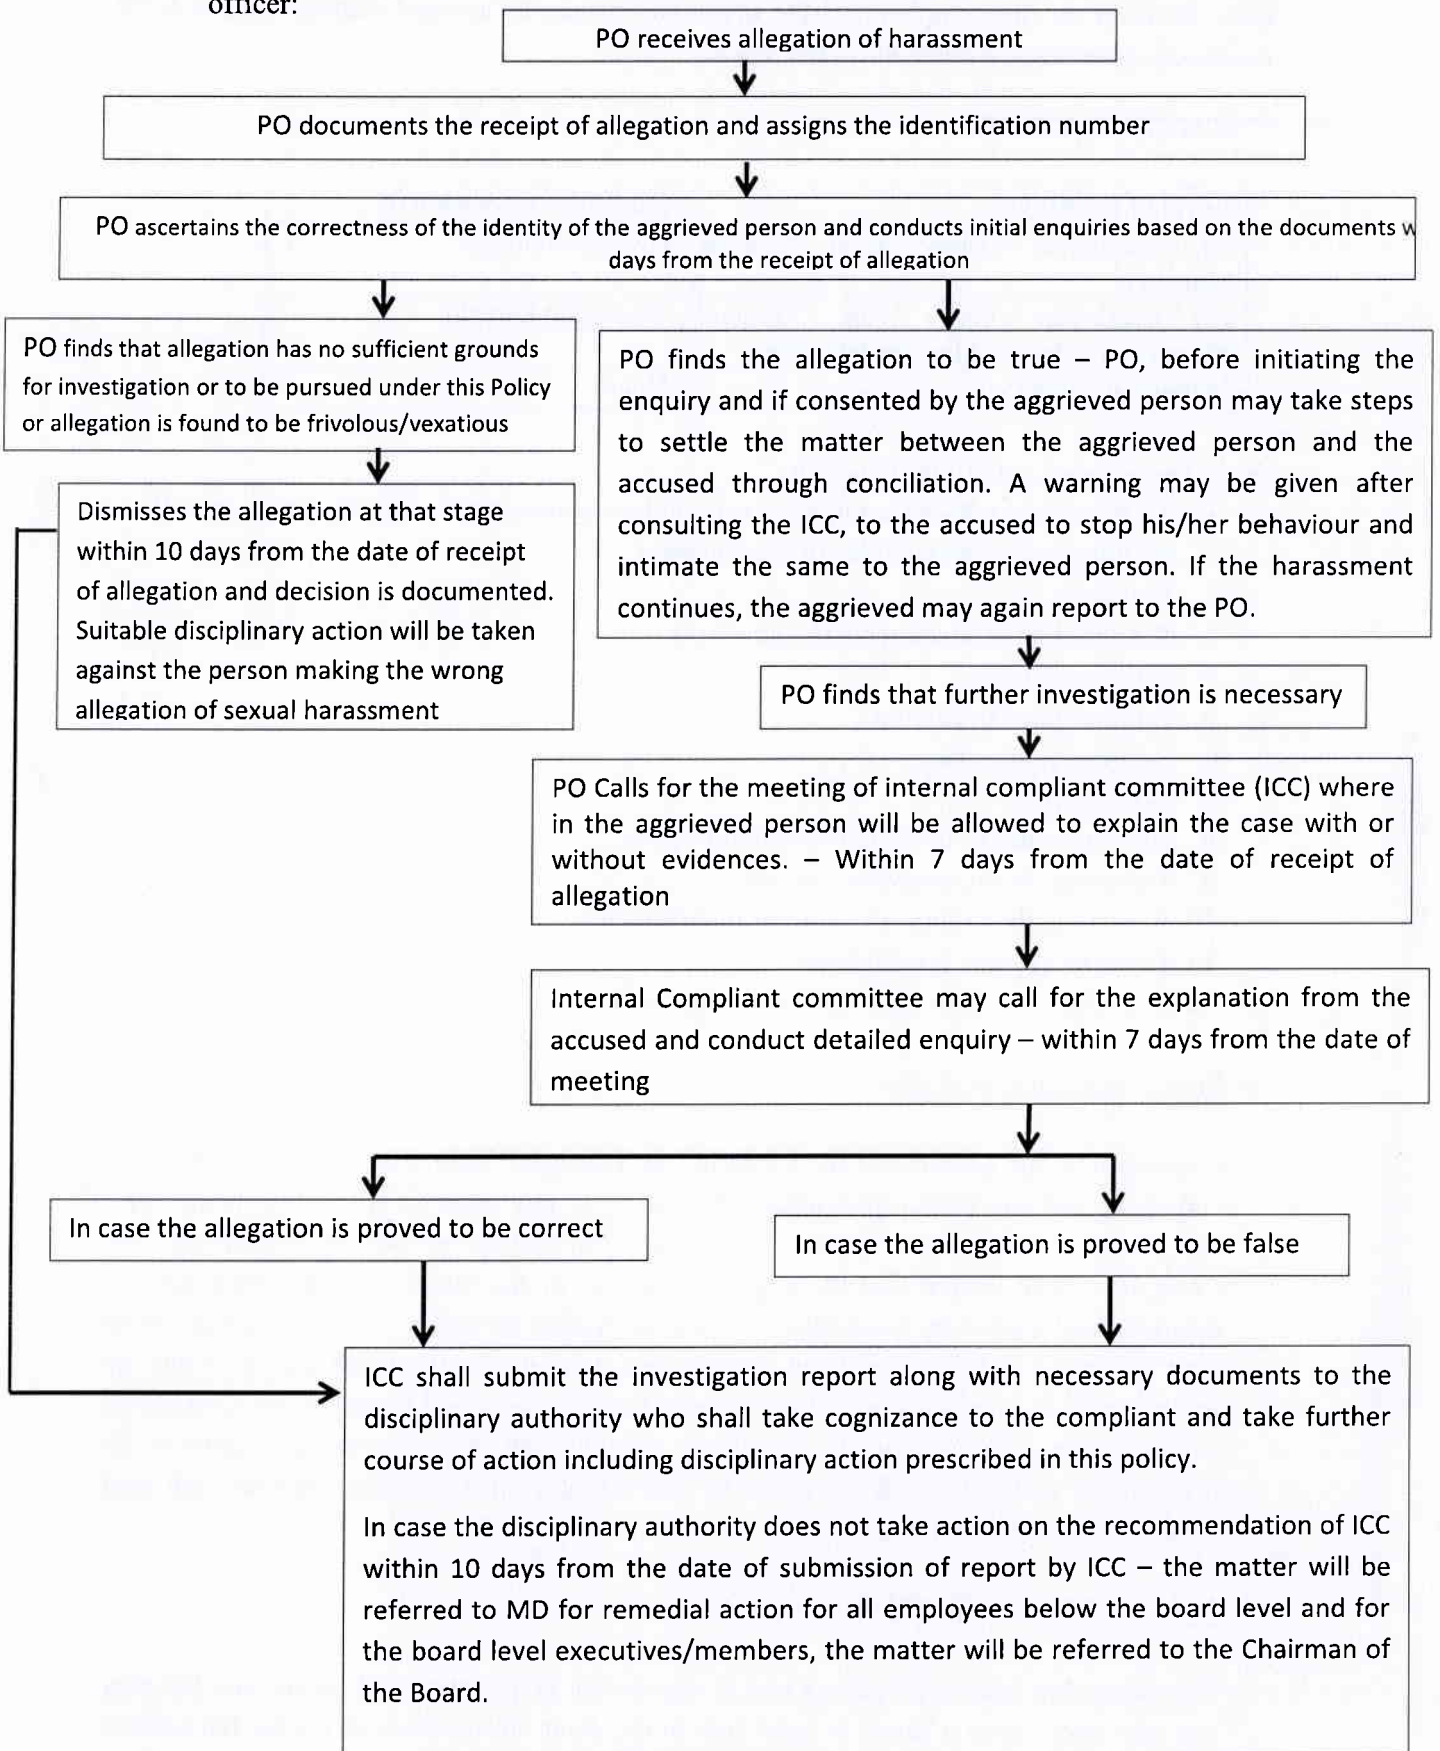 officer:
PO receives allegation of harassment
PO documents the receipt of allegation and assigns the identification number
PO ascertains the correctness of the identity of the aggrieved person and conducts initial enquiries based on the documents
days from the receipt of allegation
PO finds that allegation has no sufficient grounds
for investigation or to be pursued under this Policy
or allegation is found to be frivolous/vexatious
PO finds the allegation to be true – PO, before initiating the
enquiry and if consented by the aggrieved person may take steps
to settle the matter between the aggrieved person and the
accused through conciliation. A warning may be given after
consulting the ICC, to the accused to stop his/her behaviour and
intimate the same to the aggrieved person. If the harassment
continues, the aggrieved may again report to the PO.
Dismisses the allegation at that stage
within 10 days from the date of receipt
of allegation and decision is documented.
Suitable disciplinary action will be taken
against the person making the wrong
allegation of sexual harassment
PO finds that further investigation is necessary
PO Calls for the meeting of internal compliant committee (ICC) where
in the aggrieved person will be allowed to explain the case with or
without evidences. – Within 7 days from the date of receipt of
allegation
Internal Compliant committee may call for the explanation from the
accused and conduct detailed enquiry – within 7 days from the date of
meeting
In case the allegation is proved to be correct
In case the allegation is proved to be false
ICC shall submit the investigation report along with necessary documents to the
disciplinary authority who shall take cognizance to the compliant and take further
course of action including disciplinary action prescribed in this policy.
In case the disciplinary authority does not take action on the recommendation of ICC
within 10 days from the date of submission of report by ICC – the matter will be
referred to MD for remedial action for all employees below the board level and for
the board level executives/members, the matter will be referred to the Chairman of
the Board.